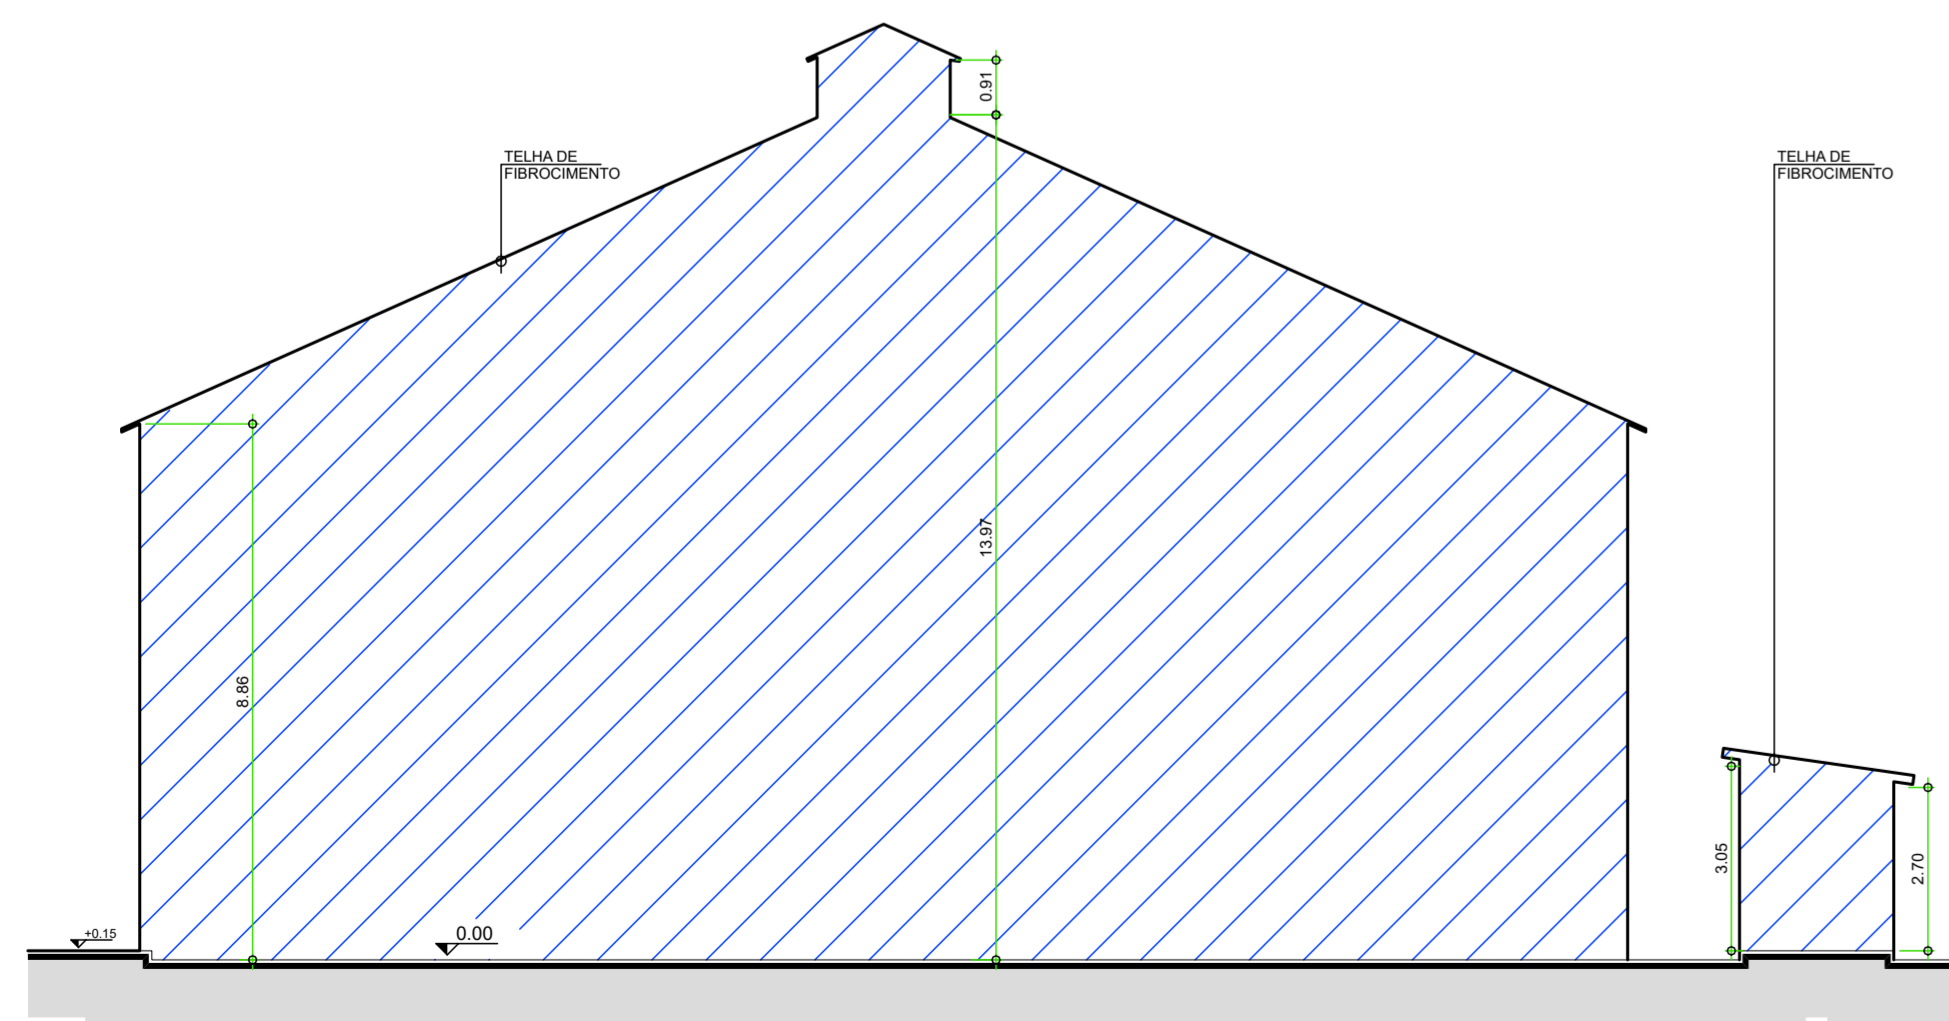 0.91
TELHA DE
FIBROCIMENTO
TELHA DE
FIBROCIMENTO
13.97
8.86
3.05
2.70
+0.15
0.00